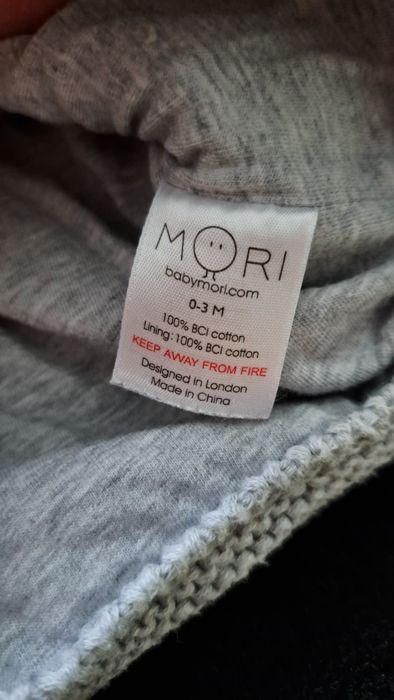 MORI
babymori.com
0-3 M
100% BCI cotton
Lining: 100% BCI cotton
KEEP AWAY FROM FIRE
Designed in London
Made in China